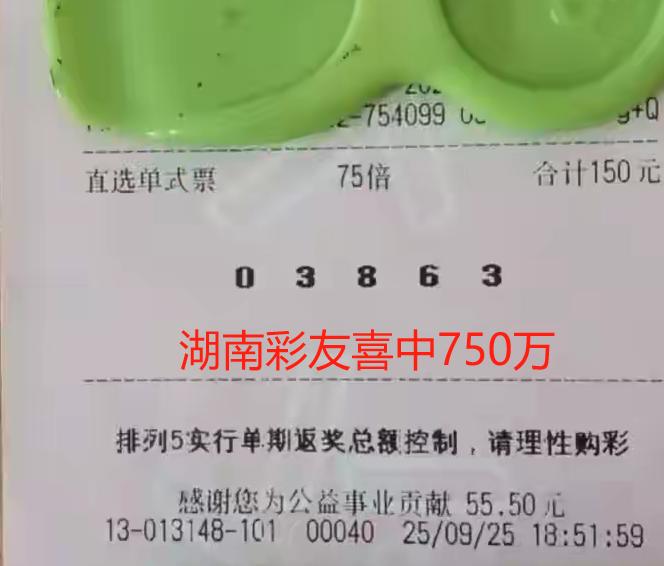 -754099
g+Q
直选单式票 75倍 合计150元
0 3 8 6 3
湖南彩友喜中750万
排列5实行单期返奖总额控制，请理性购彩
感谢您为公益事业贡献 55.50 元
13-013148-101 00040 25/09/25 18:51:59